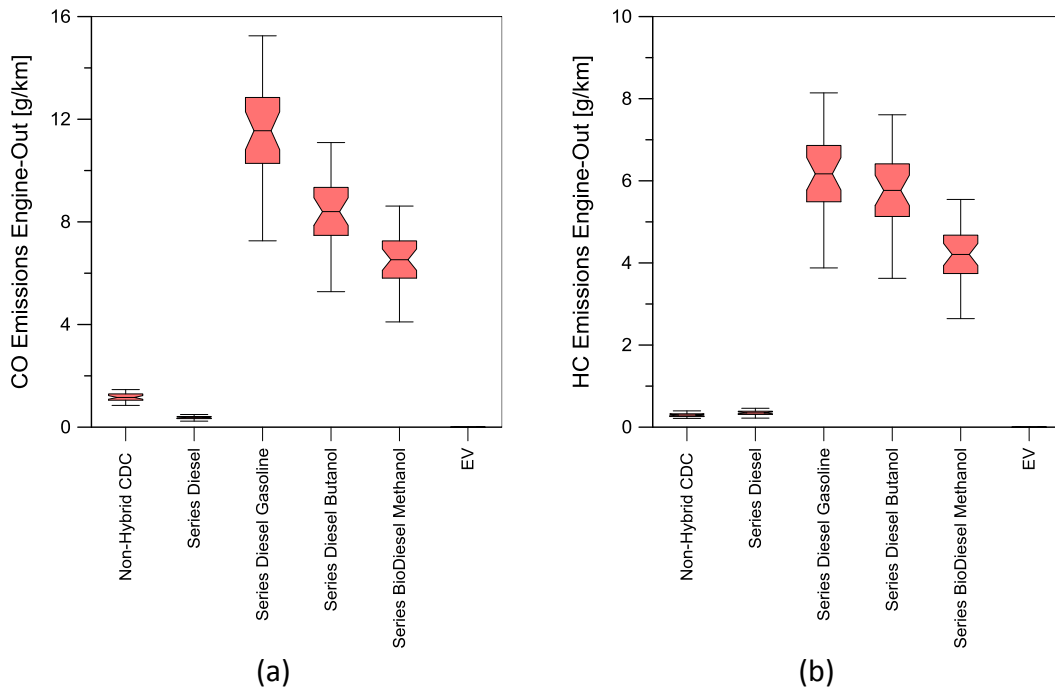 CO Emissions Engine-Out [g/km]
16
12
8
4
0
Non-Hybrid CDC
Series Diesel
Series Diesel Gasoline
Series Diesel Butanol
Series BioDiesel Methanol
EV
(a)
HC Emissions Engine-Out [g/km]
10
8
6
4
2
0
Non-Hybrid CDC
Series Diesel
Series Diesel Gasoline
Series Diesel Butanol
Series BioDiesel Methanol
EV
(b)